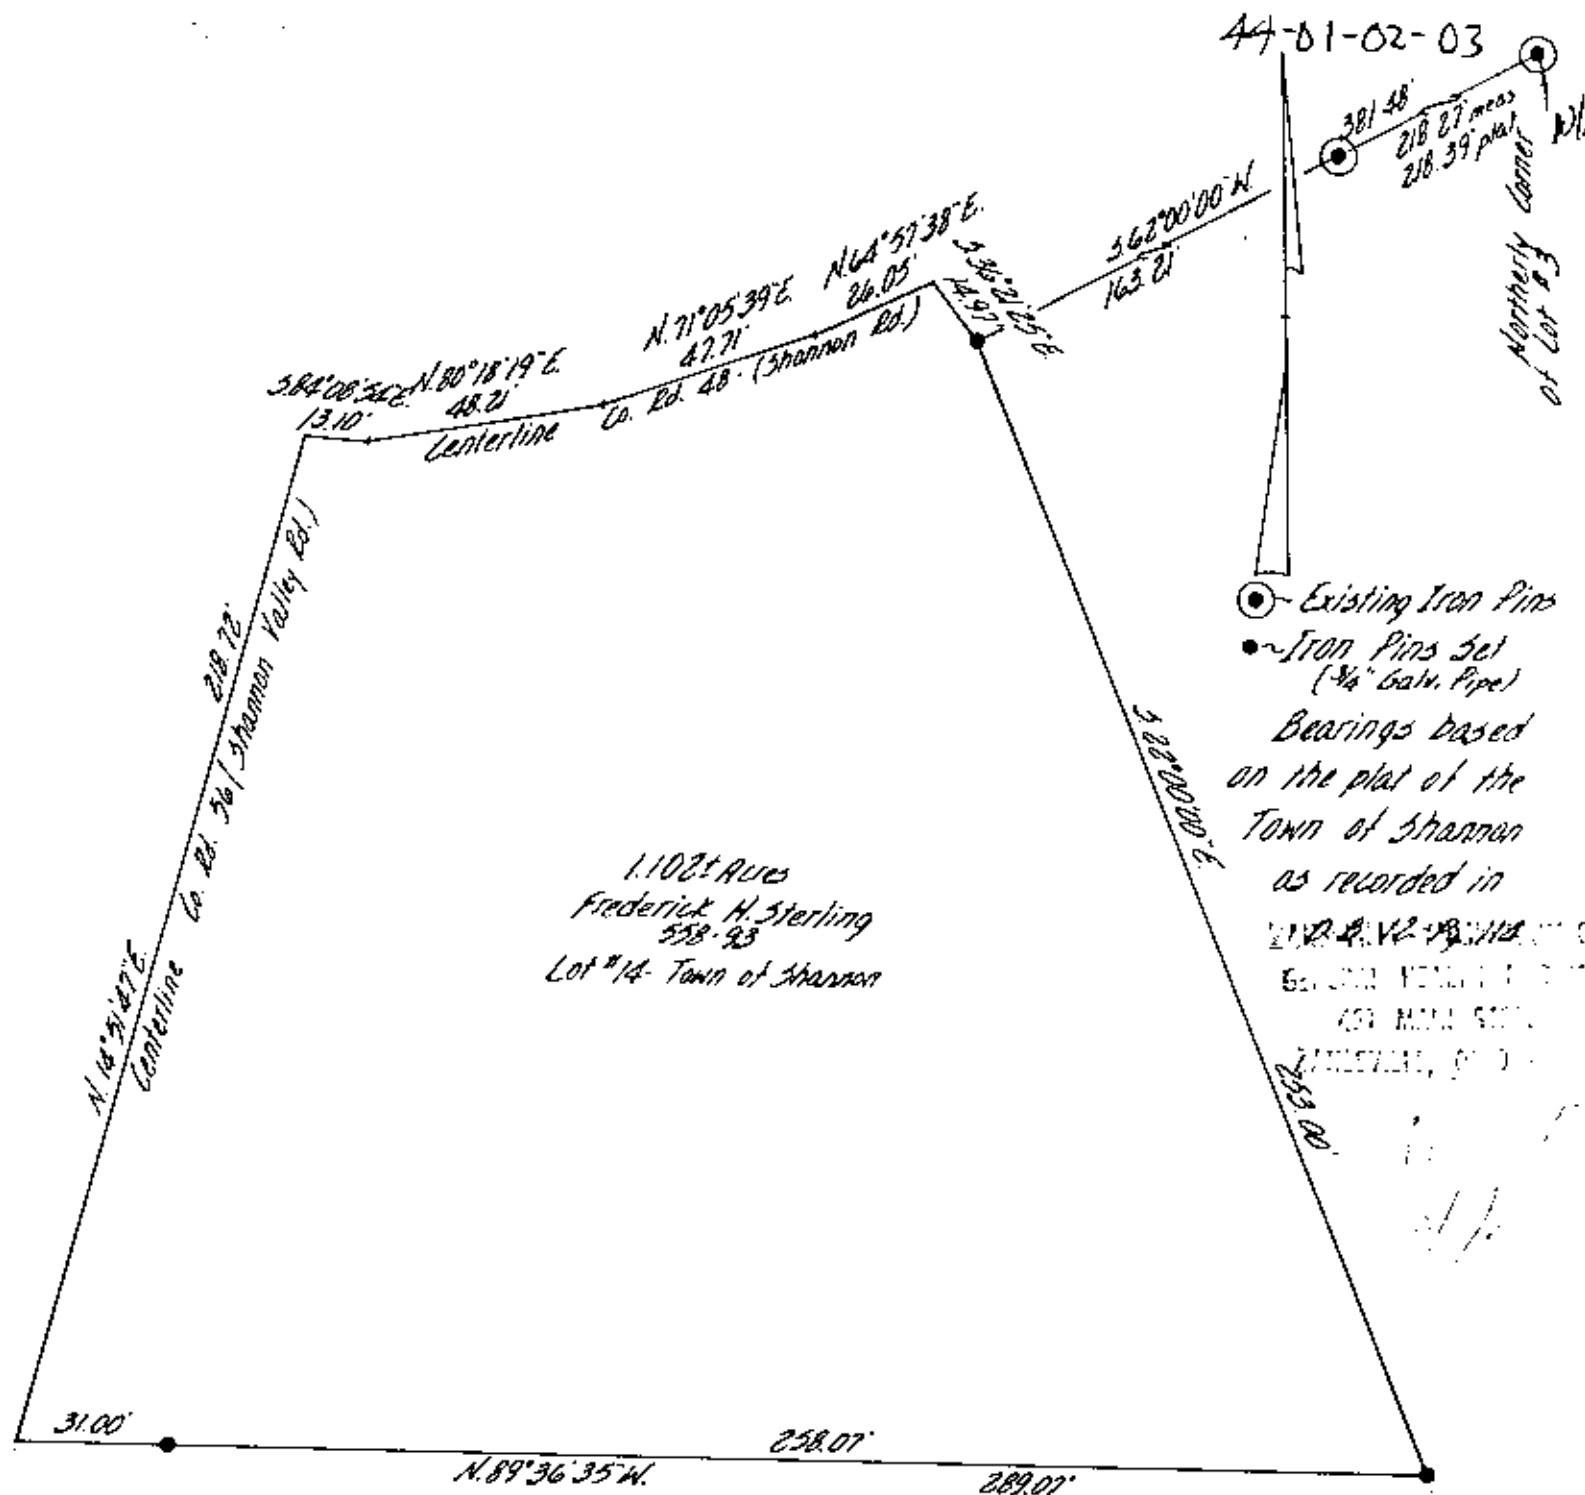 44-01-02-03
381.48'
218.27' meas
218.39' plat
Northerly Corner
of Lot #3
S.62°00'00"W.
163.21'
S.36°21'25"E.
14.97'
N.64°57'38"E.
26.05'
N.71°05'39"E.
47.71'
N.80°18'19"E.
48.21'
S.84°08'54"E.
13.10'
Centerline Co. Rd. 48 - (Shannon Rd.)
218.72'
N.14°51'47"E.
Centerline Co. Rd. 56 (Shannon Valley Rd.)
S.22°00'00"E.
253.00'
Existing Iron Pins
Iron Pins Set
(3/4" Galv. Pipe)
Bearings based
on the plat of the
Town of Shannon
as recorded in
1.102± Acres
Frederick H. Sterling
558-93
Lot #14- Town of Shannon
31.00'
258.07'
N.89°36'35"W.
289.07'